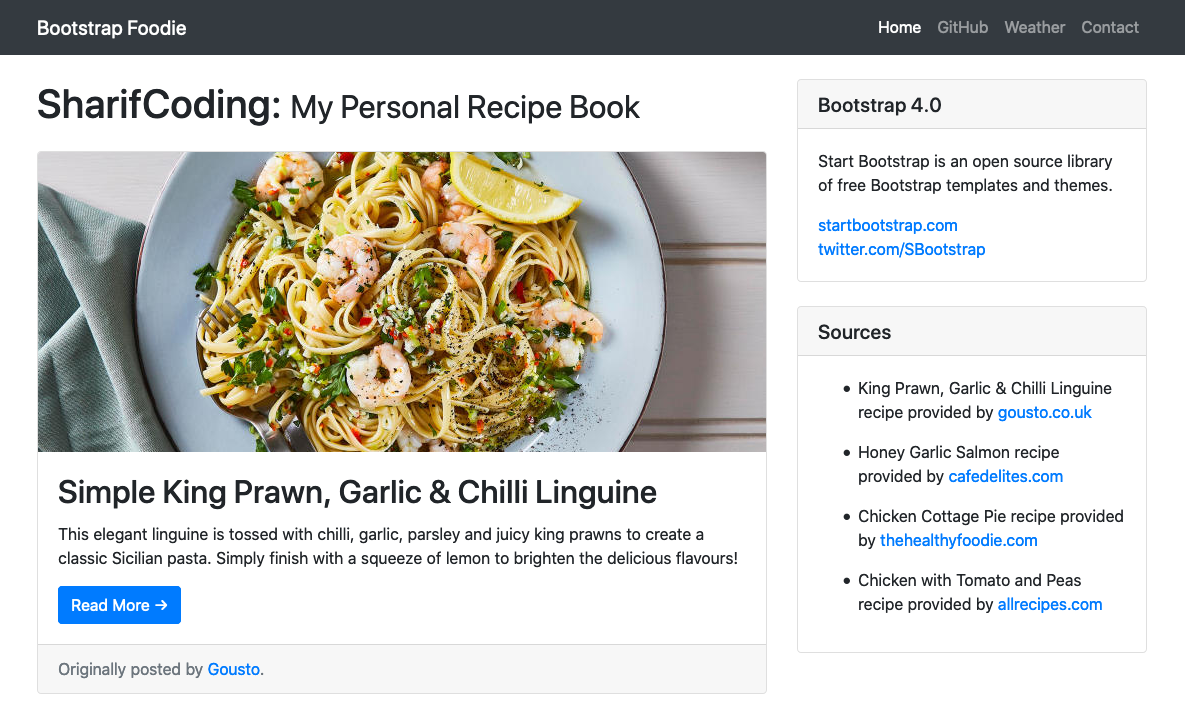 Bootstrap Foodie
Home GitHub Weather Contact
SharifCoding: My Personal Recipe Book
Simple King Prawn, Garlic & Chilli Linguine
This elegant linguine is tossed with chilli, garlic, parsley and juicy king prawns to create a
classic Sicilian pasta. Simply finish with a squeeze of lemon to brighten the delicious flavours!
Read More →
Originally posted by Gousto.
Bootstrap 4.0
Start Bootstrap is an open source library
of free Bootstrap templates and themes.
startbootstrap.com
twitter.com/SBootstrap
Sources
• King Prawn, Garlic & Chilli Linguine
recipe provided by gousto.co.uk
• Honey Garlic Salmon recipe
provided by cafedelites.com
• Chicken Cottage Pie recipe provided
by thehealthyfoodie.com
• Chicken with Tomato and Peas
recipe provided by allrecipes.com